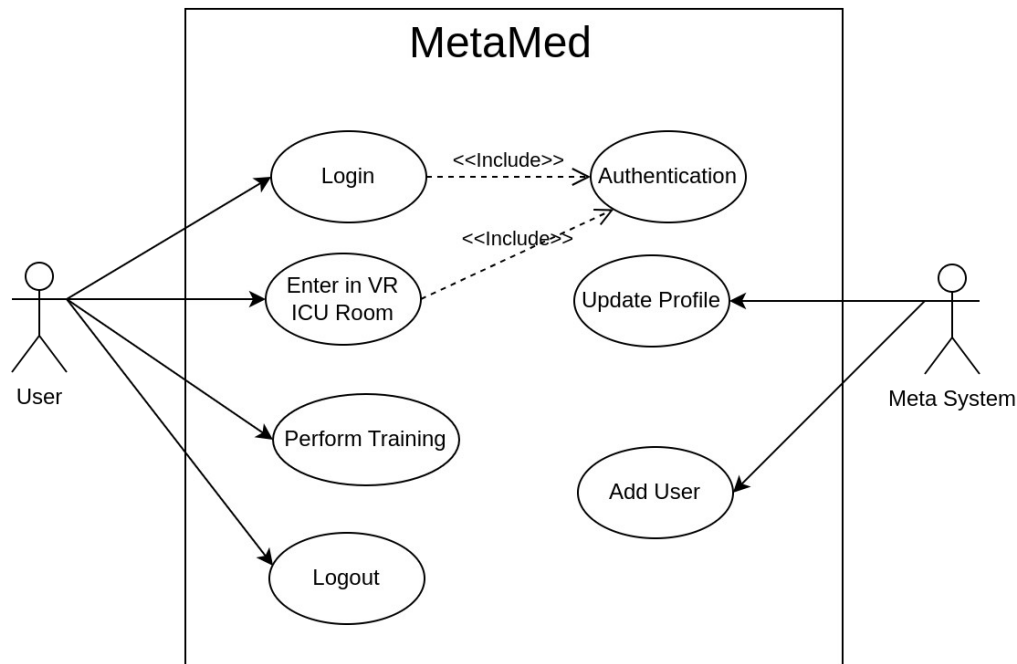 MetaMed
Login
<<Include>>
Authentication
<<Include>>
Enter in VR
ICU Room
Update Profile
User
Meta System
Perform Training
Add User
Logout